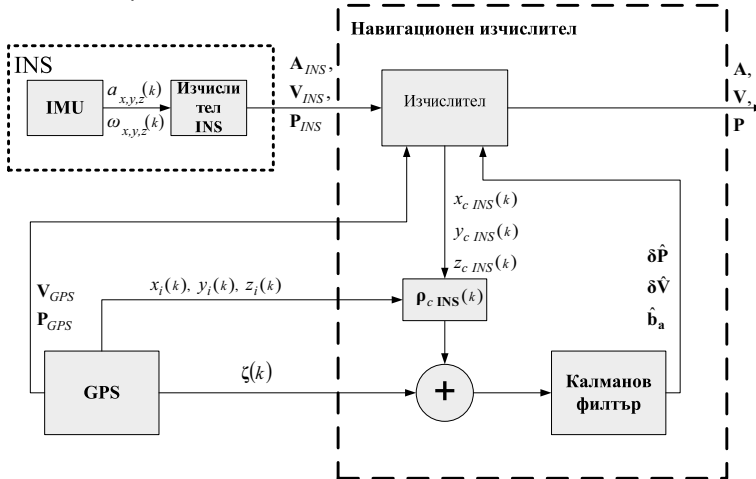 Навигационен изчислител
INS
IMU
a x,y,z(k)
ω x,y,z(k)
Изчисли
тел
INS
A INS,
V INS,
P INS
Изчислител
A,
V,
P
x c INS(k)
y c INS(k)
z c INS(k)
δP̂
δV̂
b̂a
V GPS
P GPS
x i(k), y i(k), z i(k)
ρ c INS(k)
GPS
ζ(k)
+
Калманов
филтър